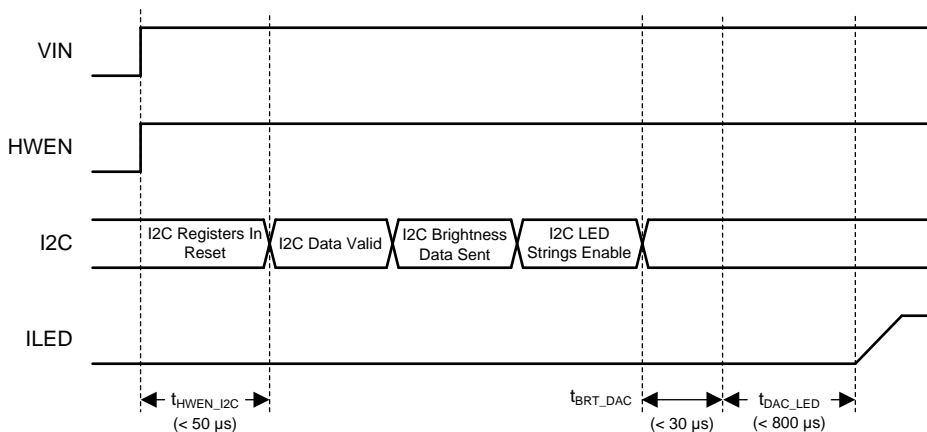 VIN
HWEN
I2C
I2C Registers In
Reset
I2C Data Valid
I2C Brightness
Data Sent
I2C LED
Strings Enable
ILED
tHWEN_I2C
(< 50 µs)
tBRT_DAC
(< 30 µs)
tDAC_LED
(< 800 µs)